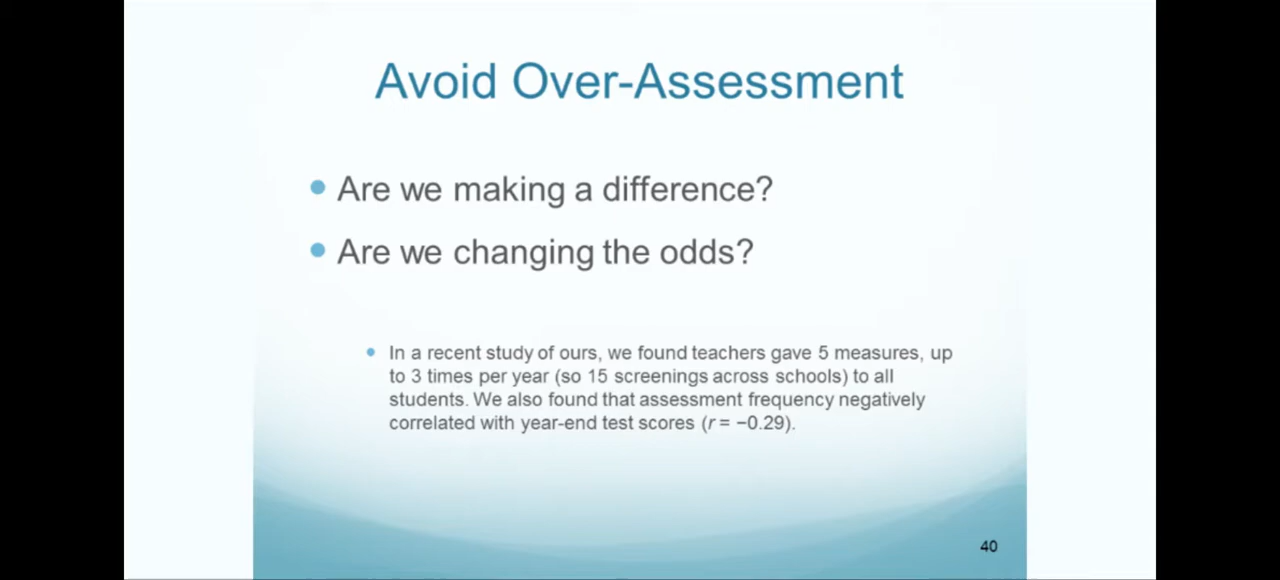 Avoid Over-Assessment
• Are we making a difference?
• Are we changing the odds?
• In a recent study of ours, we found teachers gave 5 measures, up
to 3 times per year (so 15 screenings across schools) to all
students. We also found that assessment frequency negatively
correlated with year-end test scores (r = −0.29).
40